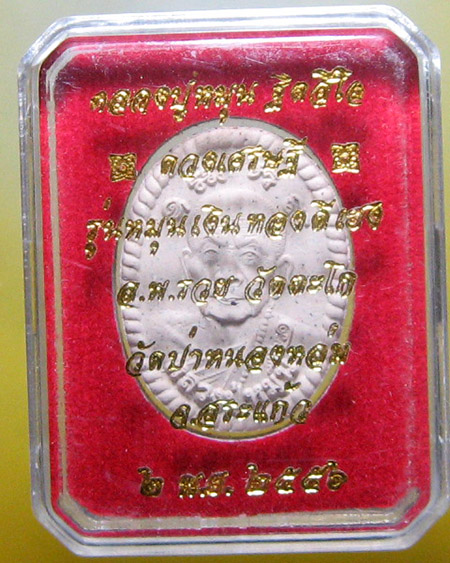 หลวงปู่หมุน ฐิตสีโล
ดวงเศรษฐี
รุ่นหมุนเงินทองดีเฮง
ล.พ.รวย วัดตะโก
วัดป่าหนองหล่ม
จ.สระแก้ว
๒ พ.ย. ๒๕๕๖